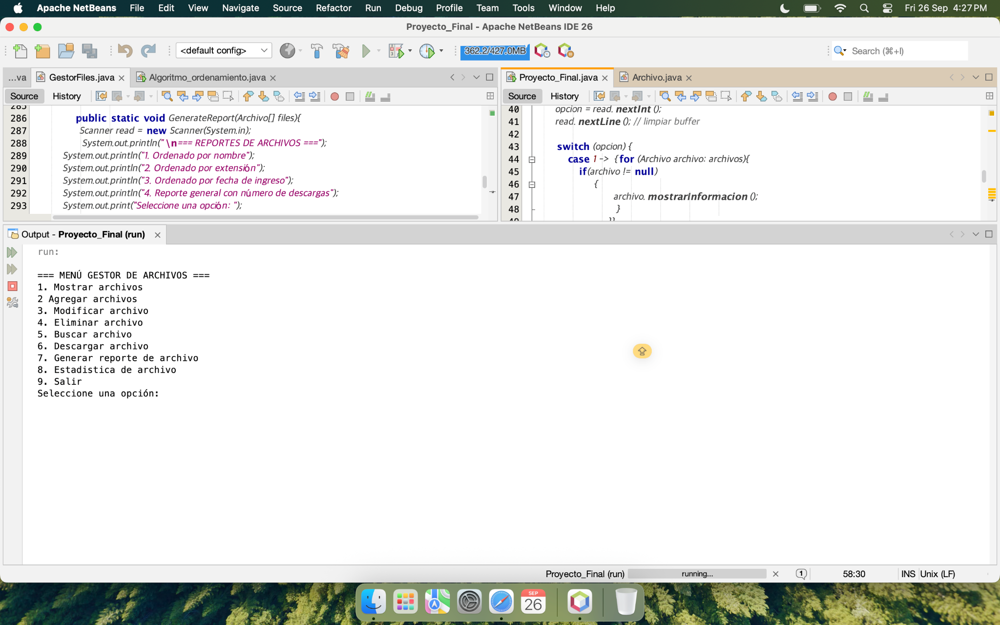 Apache NetBeans File Edit View Navigate Source Refactor Run Debug Profile Team Tools Window Help Fri 26 Sep 4:27 PM
Proyecto_Final - Apache NetBeans IDE 26
<default config> 362.2/427.0MB Search (⌘+I)
...va GestorFiles.java Algoritmo_ordenamiento.java
Source History
285
286 public static void GenerateReport(Archivo[] files){
287 Scanner read = new Scanner(System.in);
288 System.out.println("\n=== REPORTES DE ARCHIVOS ===");
289 System.out.println("1. Ordenado por nombre");
290 System.out.println("2. Ordenado por extensión");
291 System.out.println("3. Ordenado por fecha de ingreso");
292 System.out.println("4. Reporte general con número de descargas");
293 System.out.print("Seleccione una opción: ");
Proyecto_Final.java Archivo.java
Source History
40 opcion = read.nextInt();
41 read.nextLine(); // limpiar buffer
42
43 switch (opcion) {
44 case 1 -> {for (Archivo archivo: archivos){
45 if(archivo != null)
46 {
47 archivo.mostrarInformacion();
48 }
49 }}
Output - Proyecto_Final (run)
run:
=== MENÚ GESTOR DE ARCHIVOS ===
1. Mostrar archivos
2 Agregar archivos
3. Modificar archivo
4. Eliminar archivo
5. Buscar archivo
6. Descargar archivo
7. Generar reporte de archivo
8. Estadistica de archivo
9. Salir
Seleccione una opción:
Proyecto_Final (run) running... 1 58:30 INS Unix (LF)
SEP
26